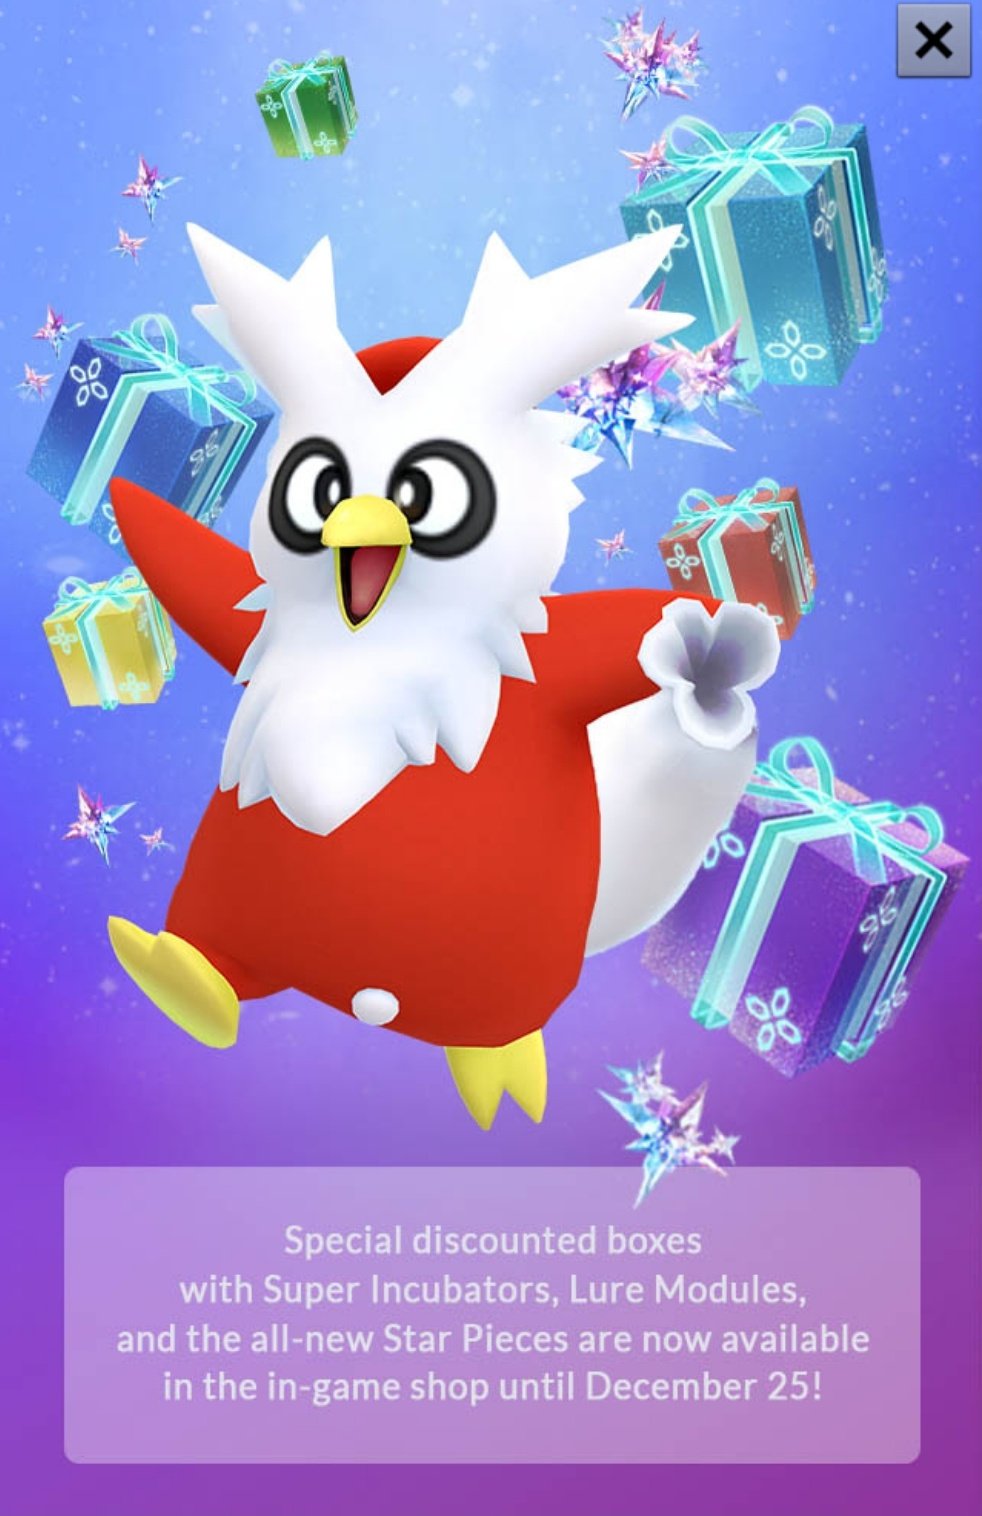 Special discounted boxes
with Super Incubators, Lure Modules,
and the all-new Star Pieces are now available
in the in-game shop until December 25!